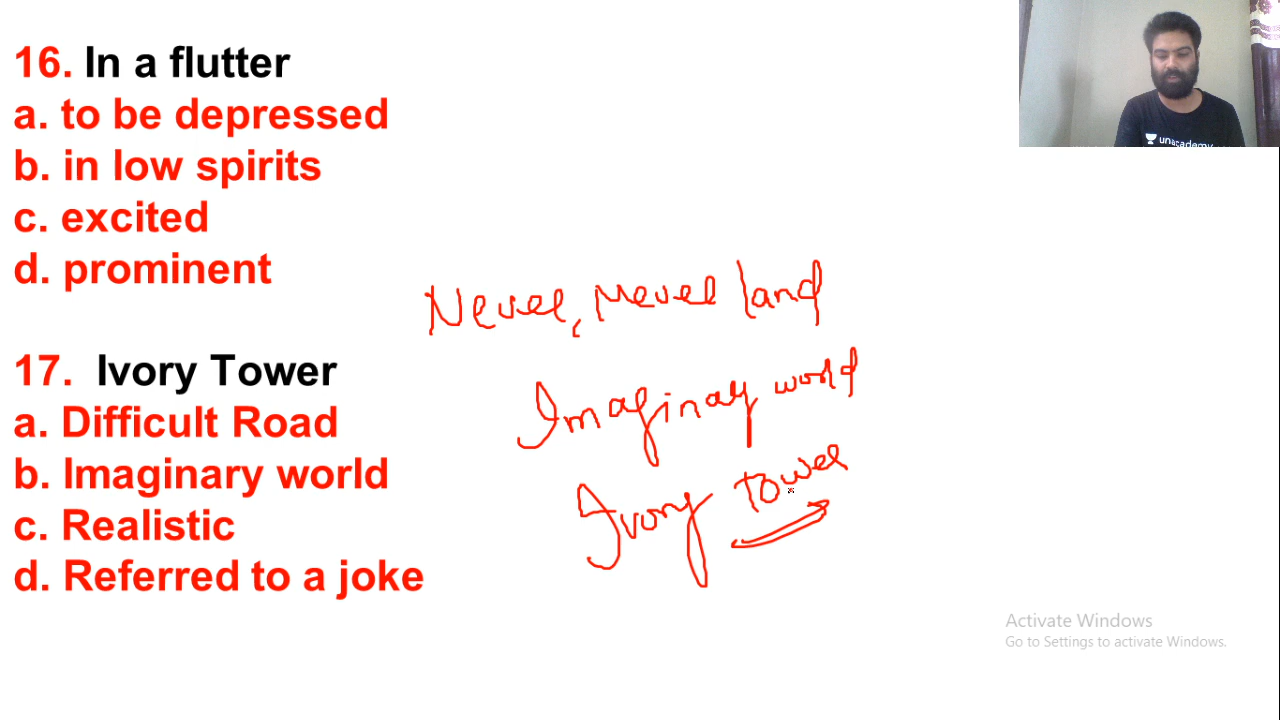 16. In a flutter
a. to be depressed
b. in low spirits
c. excited
d. prominent
Never, Never land
17. Ivory Tower
a. Difficult Road
b. Imaginary world
c. Realistic
d. Referred to a joke
Imaginary world
Ivory Tower
unacademy
Activate Windows
Go to Settings to activate Windows.